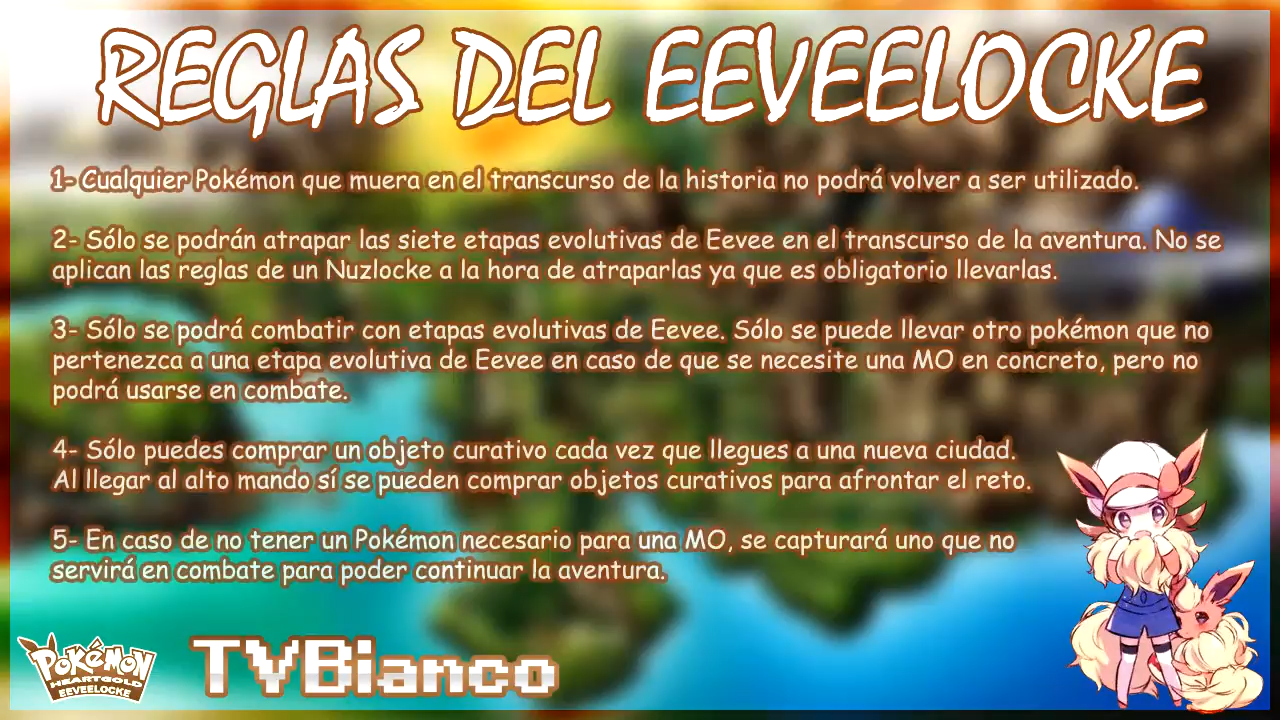 REGLAS DEL EEVEELOCKE
1- Cualquier Pokémon que muera en el transcurso de la historia no podrá volver a ser utilizado.
2- Sólo se podrán atrapar las siete etapas evolutivas de Eevee en el transcurso de la aventura. No se
aplican las reglas de un Nuzlocke a la hora de atraparlas ya que es obligatorio llevarlas.
3- Sólo se podrá combatir con etapas evolutivas de Eevee. Sólo se puede llevar otro pokémon que no
pertenezca a una etapa evolutiva de Eevee en caso de que se necesite una MO en concreto, pero no
podrá usarse en combate.
4- Sólo puedes comprar un objeto curativo cada vez que llegues a una nueva ciudad.
Al llegar al alto mando sí se pueden comprar objetos curativos para afrontar el reto.
5- En caso de no tener un Pokémon necesario para una MO, se capturará uno que no
servirá en combate para poder continuar la aventura.
POKéMON
HEARTGOLD
EEVEELOCKE
TVBianco